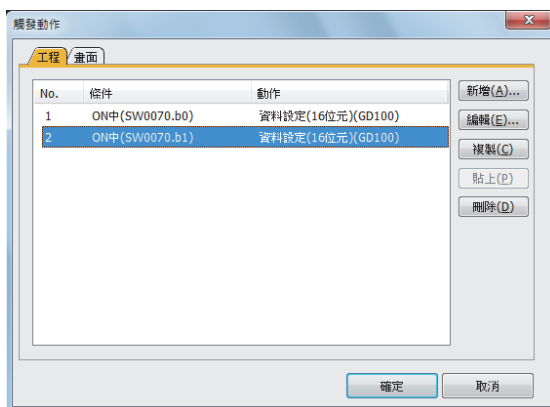 觸發動作
工程 畫面
No. 條件 動作 新增(A)...
1 ON中(SW0070.b0) 資料設定(16位元)(GD100) 編輯(E)...
2 ON中(SW0070.b1) 資料設定(16位元)(GD100)
複製(C)
貼上(P)
刪除(D)
確定 取消